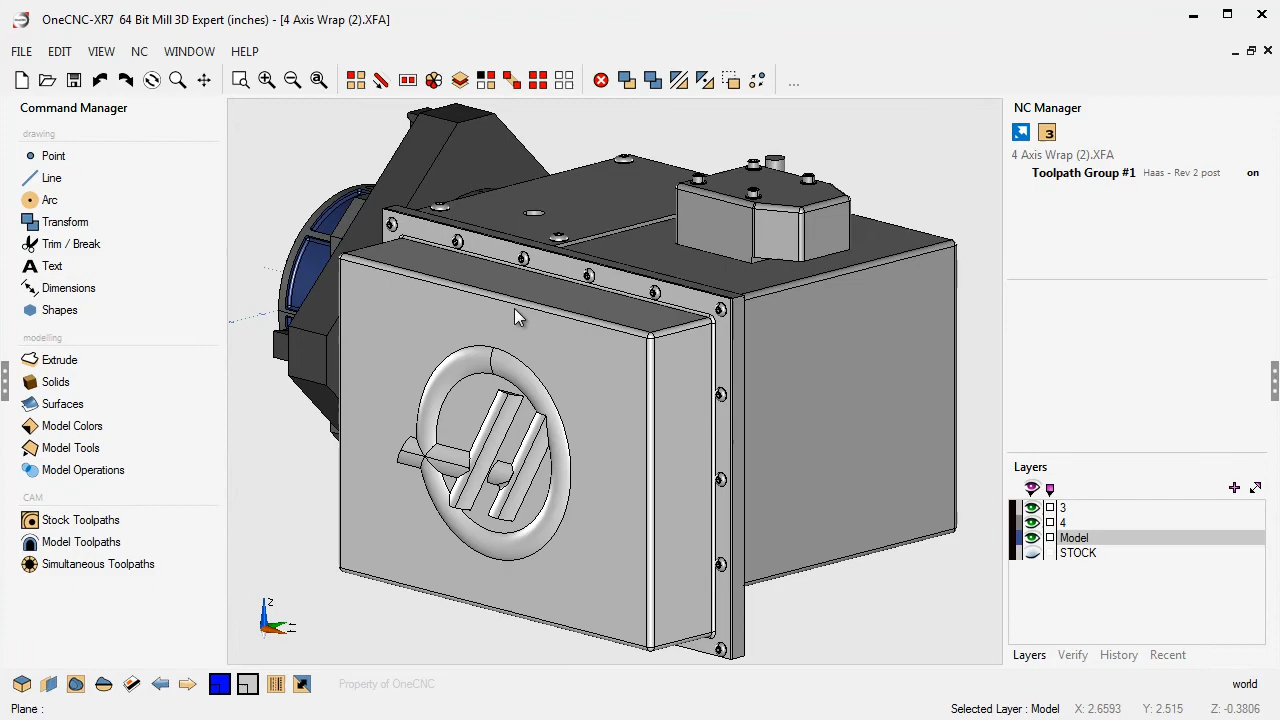 OneCNC-XR7 64 Bit Mill 3D Expert (inches) - [4 Axis Wrap (2).XFA]
FILE EDIT VIEW NC WINDOW HELP
Command Manager
drawing
Point
Line
Arc
Transform
Trim / Break
Text
Dimensions
Shapes
modelling
Extrude
Solids
Surfaces
Model Colors
Model Tools
Model Operations
CAM
Stock Toolpaths
Model Toolpaths
Simultaneous Toolpaths
z
NC Manager
3
4 Axis Wrap (2).XFA
Toolpath Group #1 Haas - Rev 2 post on
Layers
3
4
Model
STOCK
Layers Verify History Recent
Property of OneCNC
world
Plane :
Selected Layer : Model X: 2.6593 Y: 2.515 Z: -0.3806